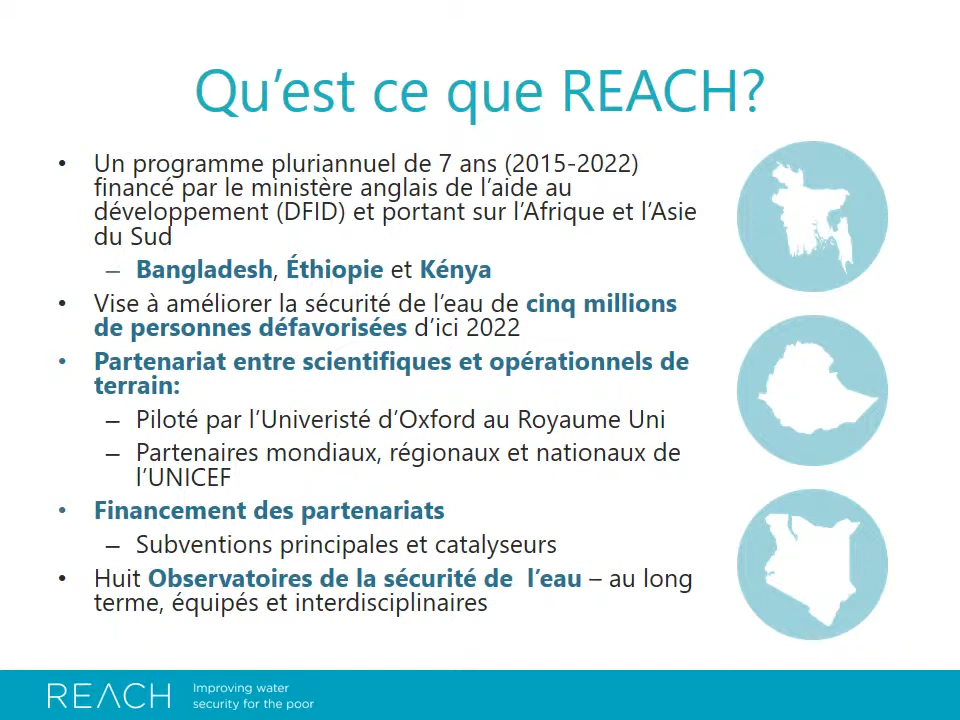 Qu’est ce que REACH?
• Un programme pluriannuel de 7 ans (2015-2022)
financé par le ministère anglais de l’aide au
développement (DFID) et portant sur l’Afrique et l’Asie
du Sud
– Bangladesh, Éthiopie et Kénya
• Vise à améliorer la sécurité de l’eau de cinq millions
de personnes défavorisées d’ici 2022
• Partenariat entre scientifiques et opérationnels de
terrain:
– Piloté par l’Univeristé d’Oxford au Royaume Uni
– Partenaires mondiaux, régionaux et nationaux de
l’UNICEF
• Financement des partenariats
– Subventions principales et catalyseurs
• Huit Observatoires de la sécurité de  l’eau – au long
terme, équipés et interdisciplinaires
REACH
Improving water
security for the poor